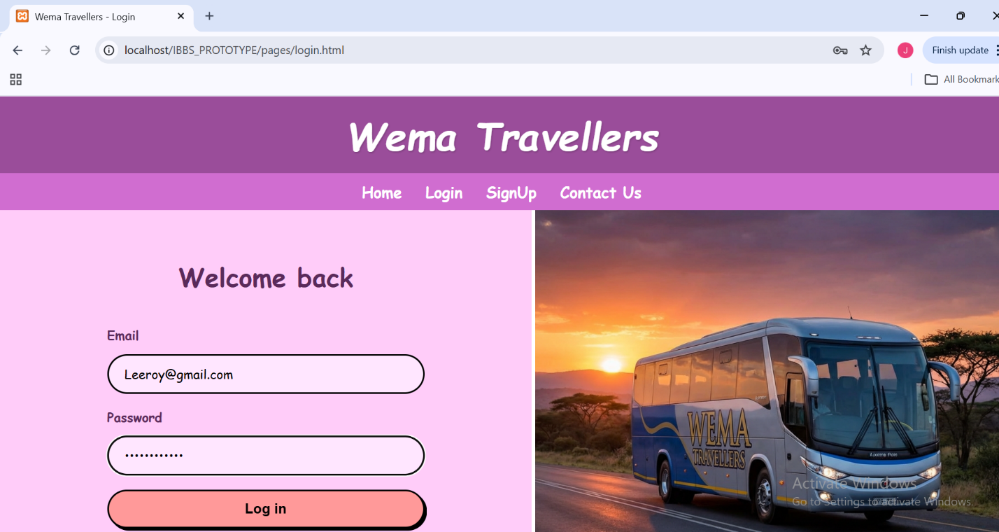 Wema Travellers - Login
localhost/IBBS_PROTOTYPE/pages/login.html
J
Finish update
All Bookmark
Wema Travellers
Home Login SignUp Contact Us
Welcome back
Email
Leeroy@gmail.com
Password
••••••••••••
Log in
WEMA
TRAVELLERS
Activate Windows
Go to Settings to activate Windows.